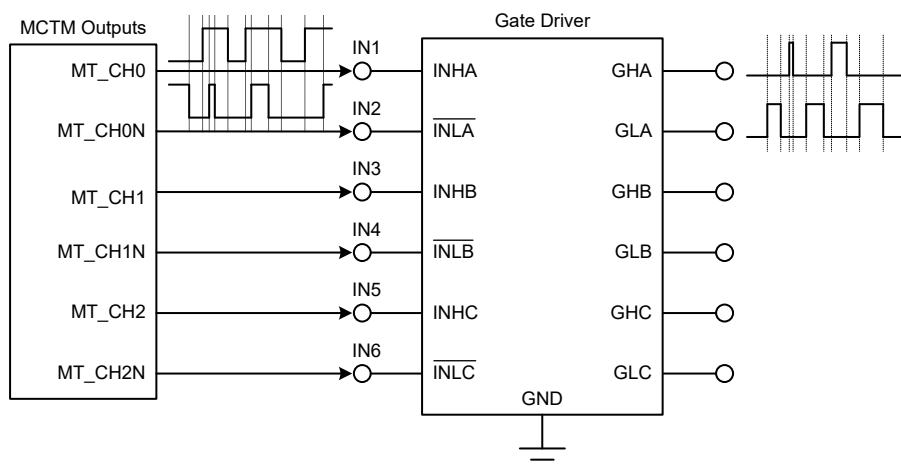 MCTM Outputs
Gate Driver
MT_CH0
IN1
INHA
GHA
MT_CH0N
IN2
INLA
GLA
MT_CH1
IN3
INHB
GHB
MT_CH1N
IN4
INLB
GLB
MT_CH2
IN5
INHC
GHC
MT_CH2N
IN6
INLC
GLC
GND